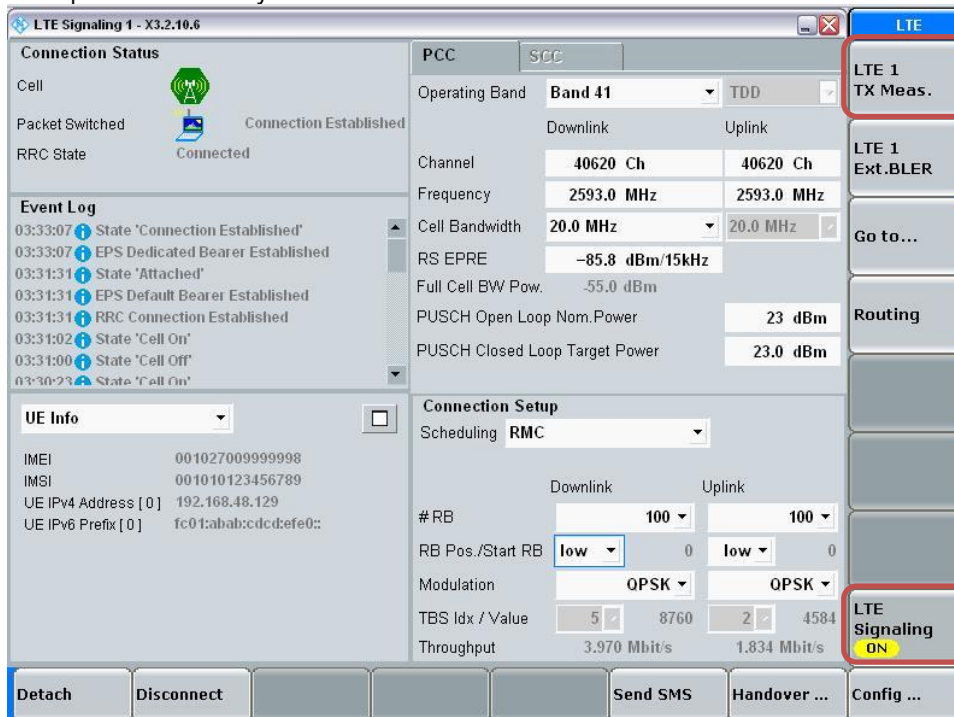 LTE Signaling 1 - X3.2.10.6
LTE
Connection Status
Cell
Packet Switched Connection Established
RRC State Connected
Event Log
03:33:07 State 'Connection Established'
03:33:07 EPS Dedicated Bearer Established
03:31:31 State 'Attached'
03:31:31 EPS Default Bearer Established
03:31:31 RRC Connection Established
03:31:02 State 'Cell On'
03:31:00 State 'Cell Off'
03:30:23 State 'Cell On'
UE Info
IMEI 001027009999998
IMSI 001010123456789
UE IPv4 Address [ 0 ] 192.168.48.129
UE IPv6 Prefix [ 0 ] fc01:abab:cdcd:efe0::
PCC SCC
Operating Band Band 41 TDD
Downlink Uplink
Channel 40620 Ch 40620 Ch
Frequency 2593.0 MHz 2593.0 MHz
Cell Bandwidth 20.0 MHz 20.0 MHz
RS EPRE -85.8 dBm/15kHz
Full Cell BW Pow. -55.0 dBm
PUSCH Open Loop Nom.Power 23 dBm
PUSCH Closed Loop Target Power 23.0 dBm
Connection Setup
Scheduling RMC
Downlink Uplink
# RB 100 100
RB Pos./Start RB low 0 low 0
Modulation QPSK QPSK
TBS Idx / Value 5 8760 2 4584
Throughput 3.970 Mbit/s 1.834 Mbit/s
LTE 1
TX Meas.
LTE 1
Ext.BLER
Go to...
Routing
LTE
Signaling
ON
Detach Disconnect Send SMS Handover ... Config ...